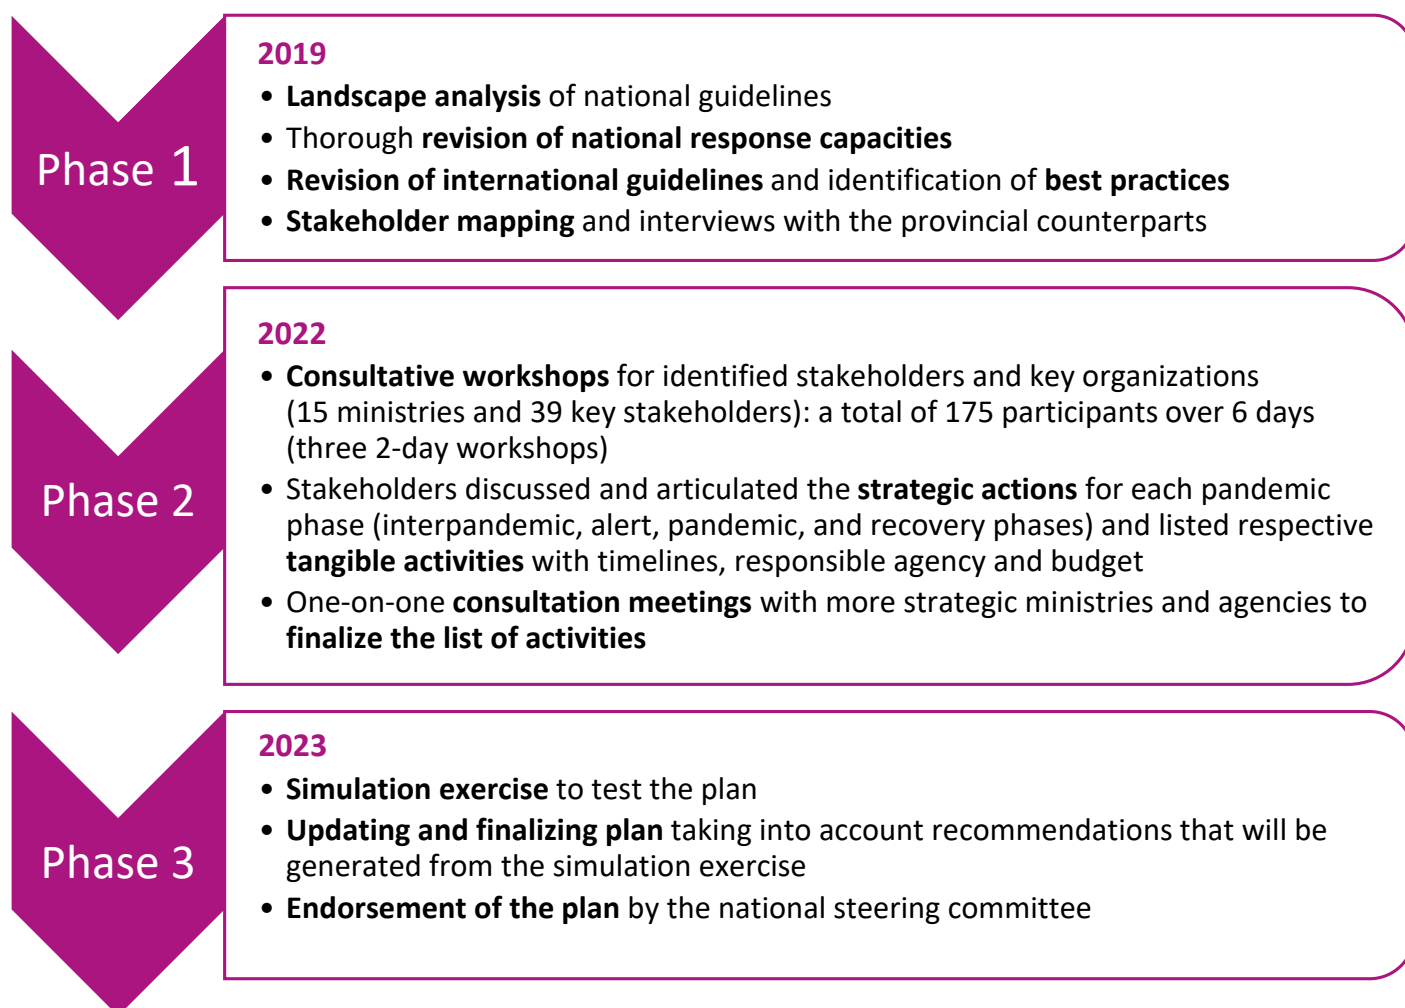 Phase 1
2019
• Landscape analysis of national guidelines
• Thorough revision of national response capacities
• Revision of international guidelines and identification of best practices
• Stakeholder mapping and interviews with the provincial counterparts
Phase 2
2022
• Consultative workshops for identified stakeholders and key organizations
(15 ministries and 39 key stakeholders): a total of 175 participants over 6 days
(three 2-day workshops)
• Stakeholders discussed and articulated the strategic actions for each pandemic
phase (interpandemic, alert, pandemic, and recovery phases) and listed respective
tangible activities with timelines, responsible agency and budget
• One-on-one consultation meetings with more strategic ministries and agencies to
finalize the list of activities
Phase 3
2023
• Simulation exercise to test the plan
• Updating and finalizing plan taking into account recommendations that will be
generated from the simulation exercise
• Endorsement of the plan by the national steering committee